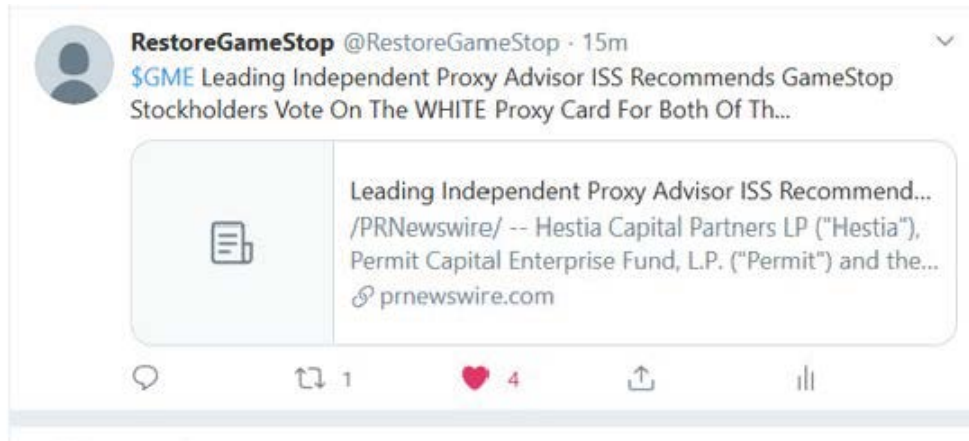 RestoreGameStop @RestoreGameStop · 15m
$GME Leading Independent Proxy Advisor ISS Recommends GameStop
Stockholders Vote On The WHITE Proxy Card For Both Of Th...
Leading Independent Proxy Advisor ISS Recommend...
/PRNewswire/ -- Hestia Capital Partners LP ("Hestia"),
Permit Capital Enterprise Fund, L.P. ("Permit") and the...
prnewswire.com
1 4